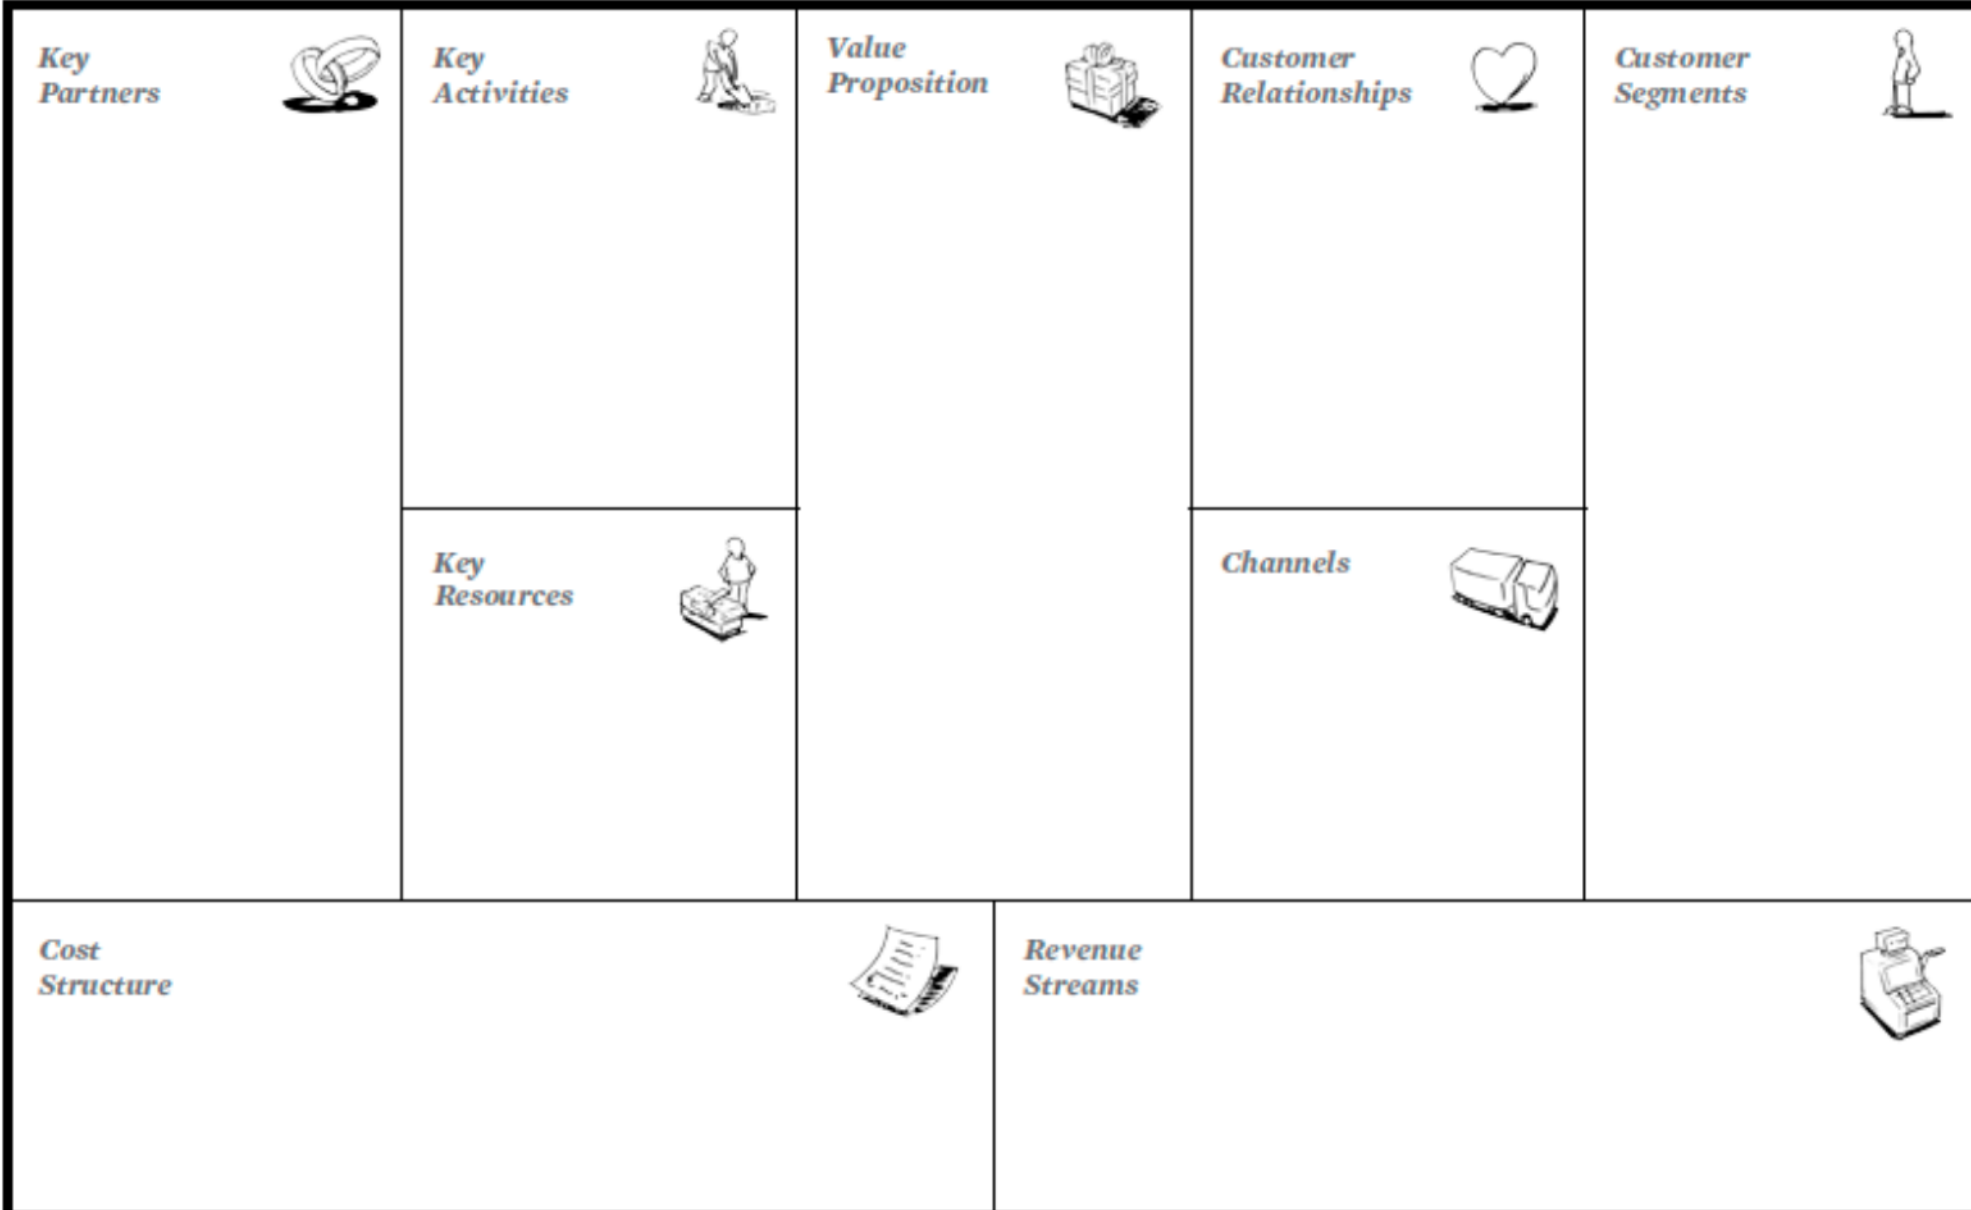 Key
Partners
Key
Activities
Value
Proposition
Customer
Relationships
Customer
Segments
Key
Resources
Channels
Cost
Structure
Revenue
Streams